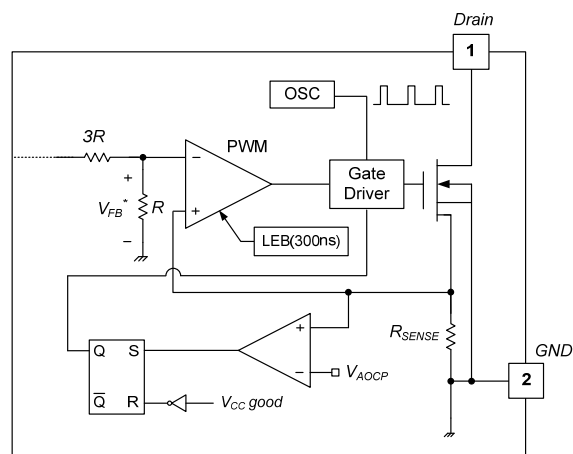 Drain
1
OSC
3R
PWM
−
Gate
Driver
+
V_FB*
R
−
+
LEB(300ns)
R_SENSE
GND
2
Q
S
+
−
V_AOCP
Q̅
R
V_CC good